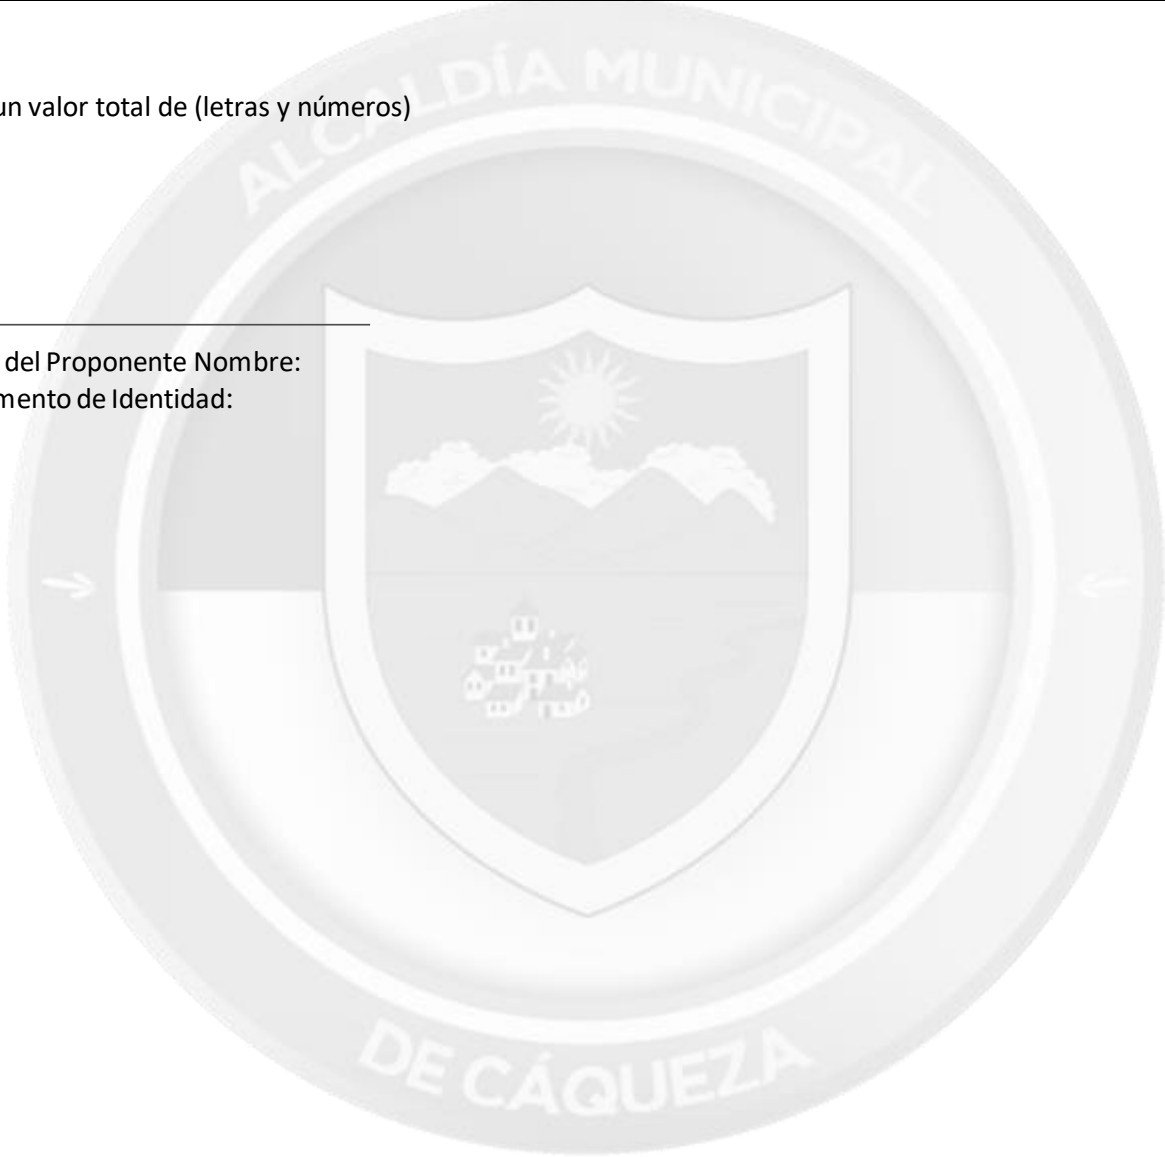 ALCALDÍA MUNICIPAL
un valor total de (letras y números)
del Proponente Nombre:
mento de Identidad:
DE CÁQUEZA